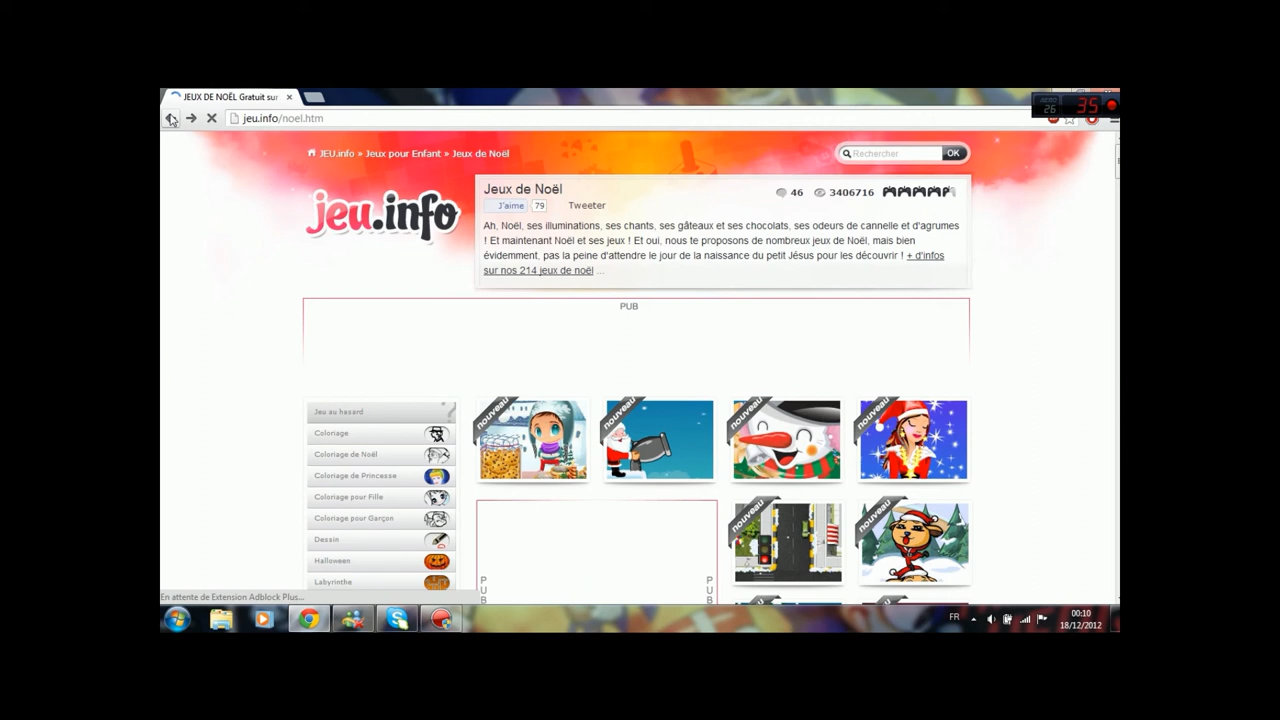 JEUX DE NOËL Gratuit sur
jeu.info/noel.htm
AERO
26
35
JEU.info » Jeux pour Enfant » Jeux de Noël
Rechercher
OK
jeu.info
Jeux de Noël
46
3406716
J'aime
79
Tweeter
Ah, Noël, ses illuminations, ses chants, ses gâteaux et ses chocolats, ses odeurs de cannelle et d'agrumes
! Et maintenant Noël et ses jeux ! Et oui, nous te proposons de nombreux jeux de Noël, mais bien
évidemment, pas la peine d'attendre le jour de la naissance du petit Jésus pour les découvrir ! + d'infos
sur nos 214 jeux de noël ...
PUB
Jeu au hasard
Coloriage
Coloriage de Noël
Coloriage de Princesse
Coloriage pour Fille
Coloriage pour Garçon
Dessin
Halloween
Labyrinthe
nouveau
nouveau
nouveau
nouveau
nouveau
nouveau
PUB
PUB
En attente de Extension Adblock Plus...
FR
00:10
18/12/2012